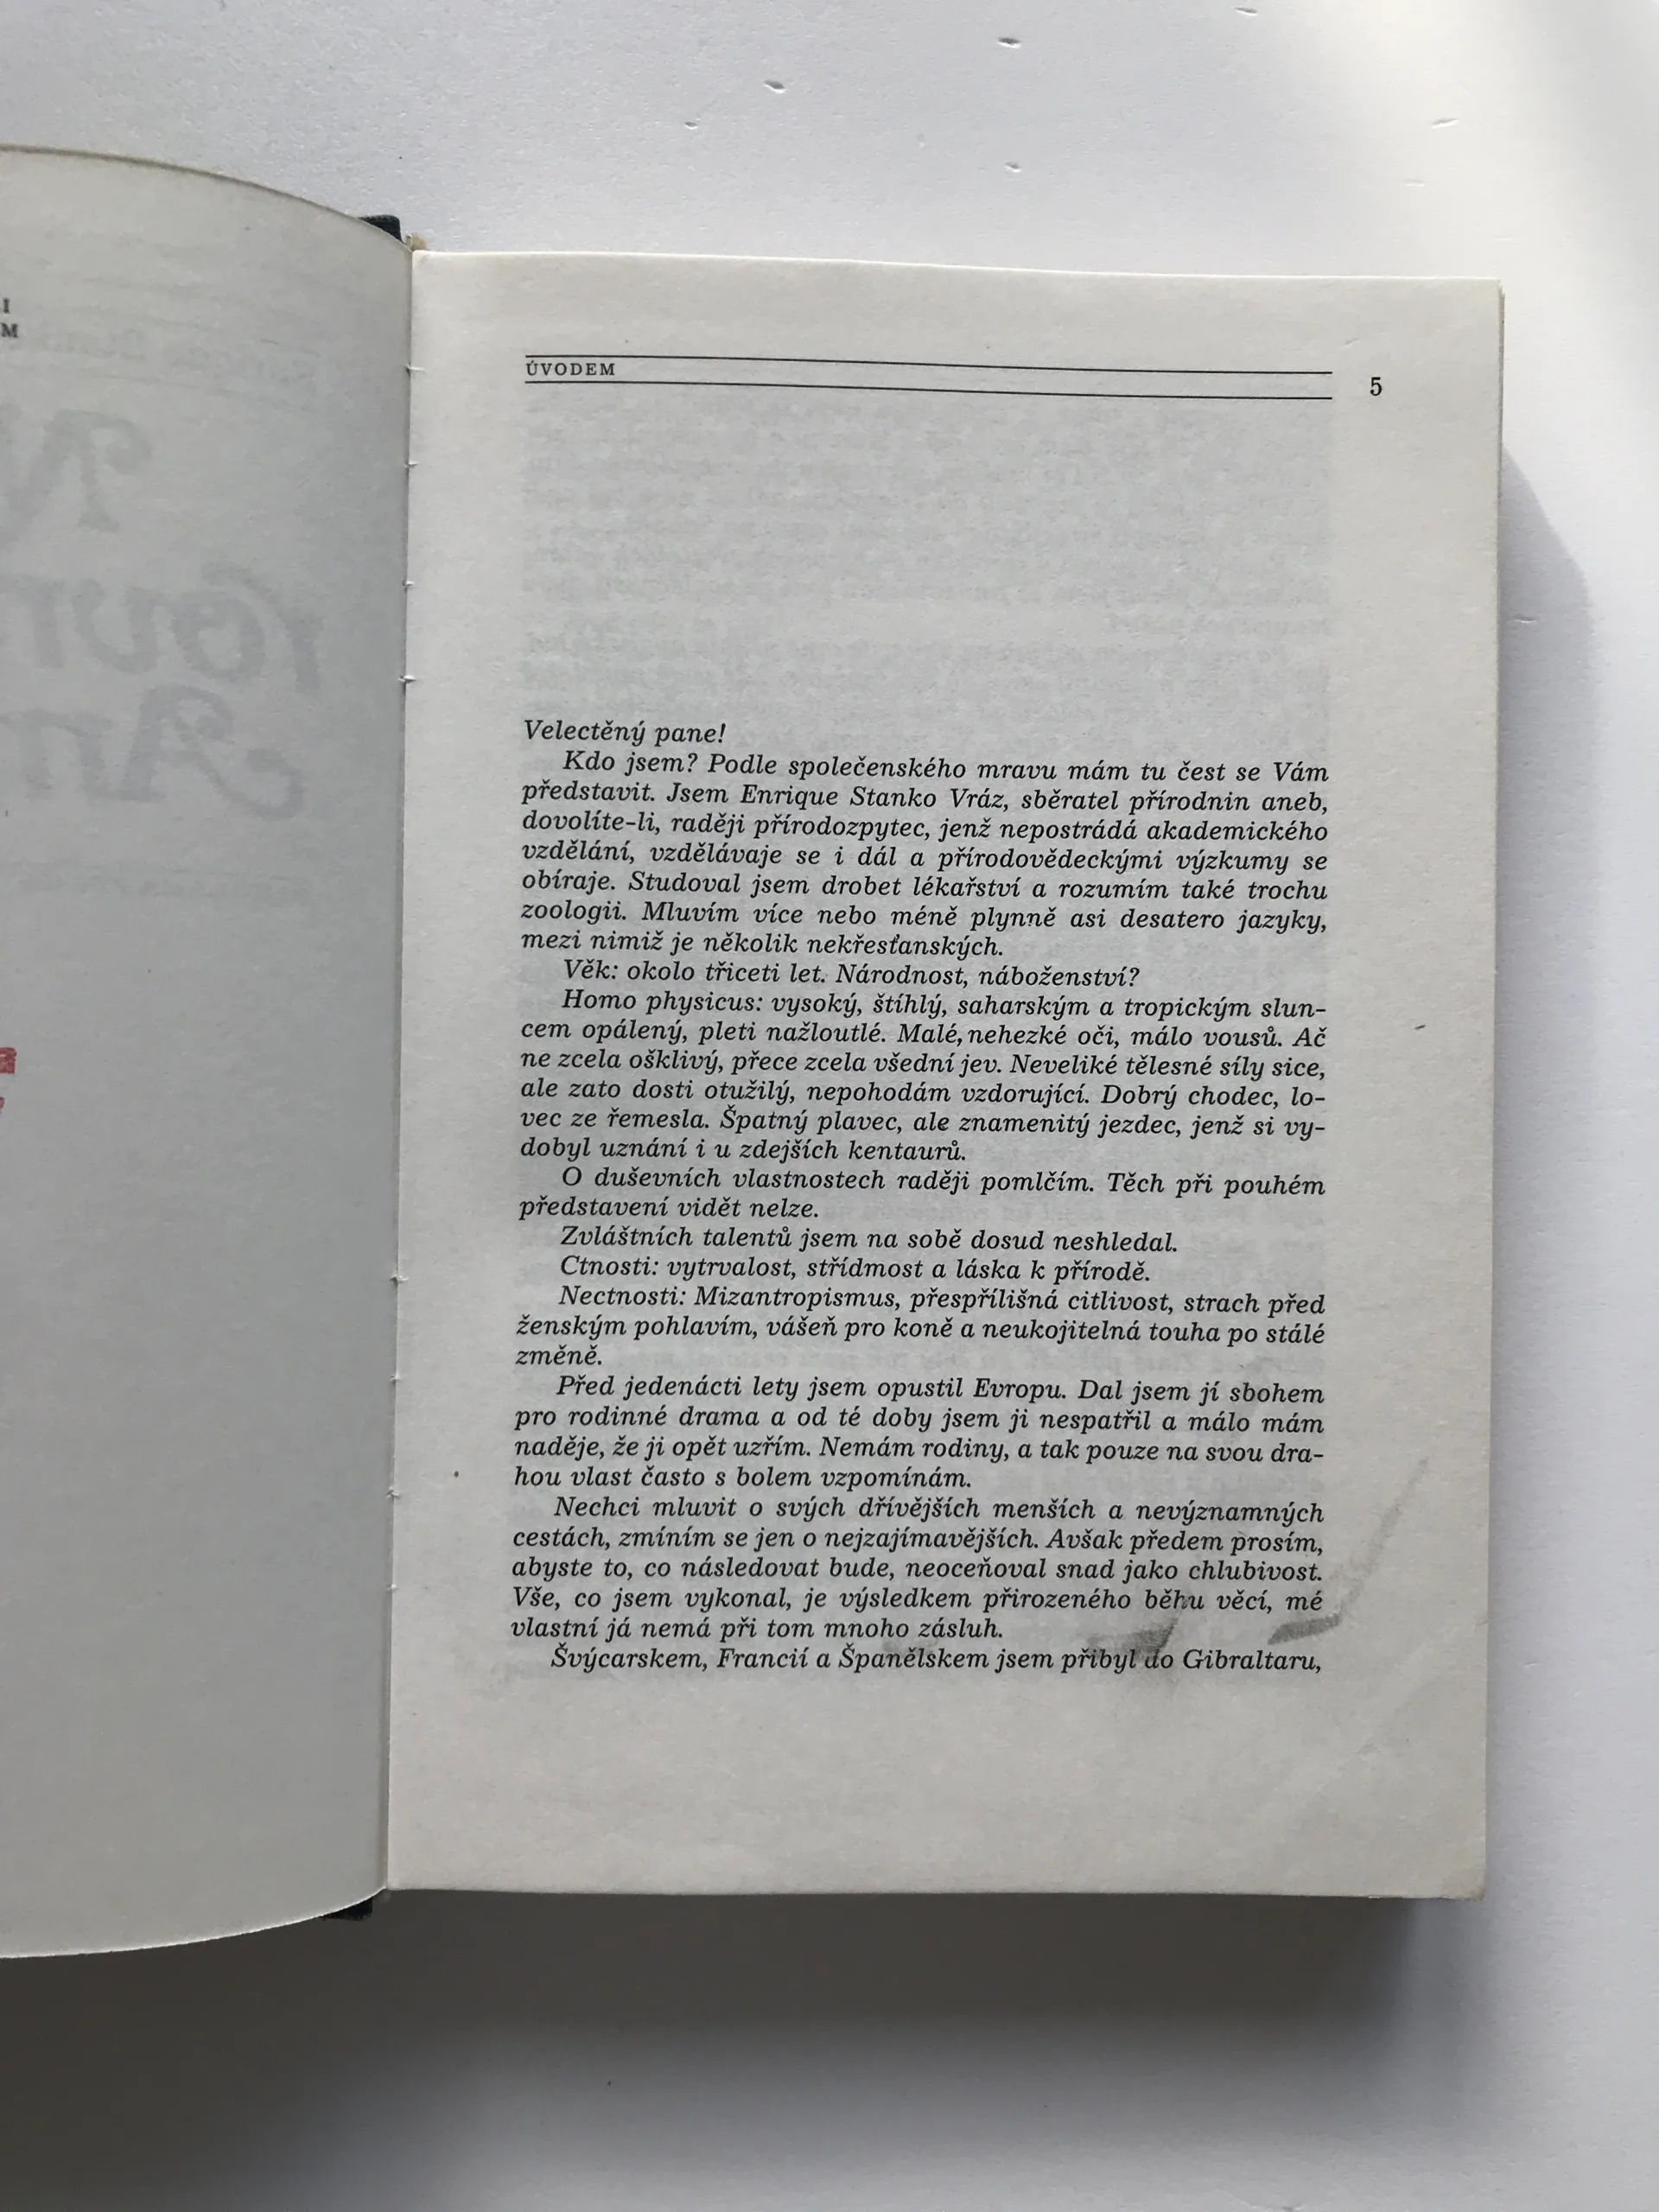 I
M
ÚVODEM
5
Velectěný pane!
Kdo jsem? Podle společenského mravu mám tu čest se Vám
představit. Jsem Enrique Stanko Vráz, sběratel přírodnin aneb,
dovolíte-li, raději přírodozpytec, jenž nepostrádá akademického
vzdělání, vzdělávaje se i dál a přírodovědeckými výzkumy se
obíraje. Studoval jsem drobet lékařství a rozumím také trochu
zoologii. Mluvím více nebo méně plynně asi desatero jazyky,
mezi nimiž je několik nekřesťanských.
Věk: okolo třiceti let. Národnost, náboženství?
Homo physicus: vysoký, štíhlý, saharským a tropickým slun-
cem opálený, pleti nažloutlé. Malé, nehezké oči, málo vousů. Ač
ne zcela ošklivý, přece zcela všední jev. Neveliké tělesné síly sice,
ale zato dosti otužilý, nepohodám vzdorující. Dobrý chodec, lo-
vec ze řemesla. Špatný plavec, ale znamenitý jezdec, jenž si vy-
dobyl uznání i u zdejších kentaurů.
O duševních vlastnostech raději pomlčím. Těch při pouhém
představení vidět nelze.
Zvláštních talentů jsem na sobě dosud neshledal.
Ctnosti: vytrvalost, střídmost a láska k přírodě.
Nectnosti: Mizantropismus, přespřílišná citlivost, strach před
ženským pohlavím, vášeň pro koně a neukojitelná touha po stálé
změně.
Před jedenácti lety jsem opustil Evropu. Dal jsem jí sbohem
pro rodinné drama a od té doby jsem ji nespatřil a málo mám
naděje, že ji opět uzřím. Nemám rodiny, a tak pouze na svou dra-
hou vlast často s bolem vzpomínám.
Nechci mluvit o svých dřívějších menších a nevýznamných
cestách, zmíním se jen o nejzajímavějších. Avšak předem prosím,
abyste to, co následovat bude, neoceňoval snad jako chlubivost.
Vše, co jsem vykonal, je výsledkem přirozeného běhu věcí, mé
vlastní já nemá při tom mnoho zásluh.
Švýcarskem, Francií a Španělskem jsem přibyl do Gibraltaru,